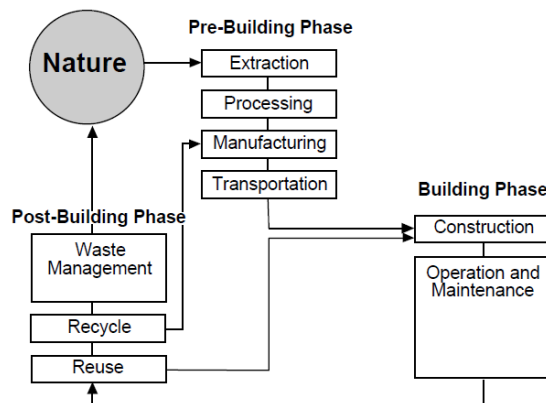 Nature
Pre-Building Phase
Extraction
Processing
Manufacturing
Transportation
Building Phase
Construction
Operation and
Maintenance
Post-Building Phase
Waste
Management
Recycle
Reuse